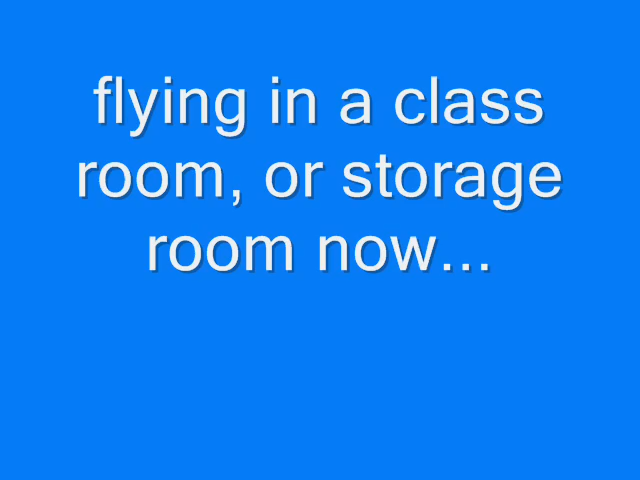 flying in a class
room, or storage
room now...